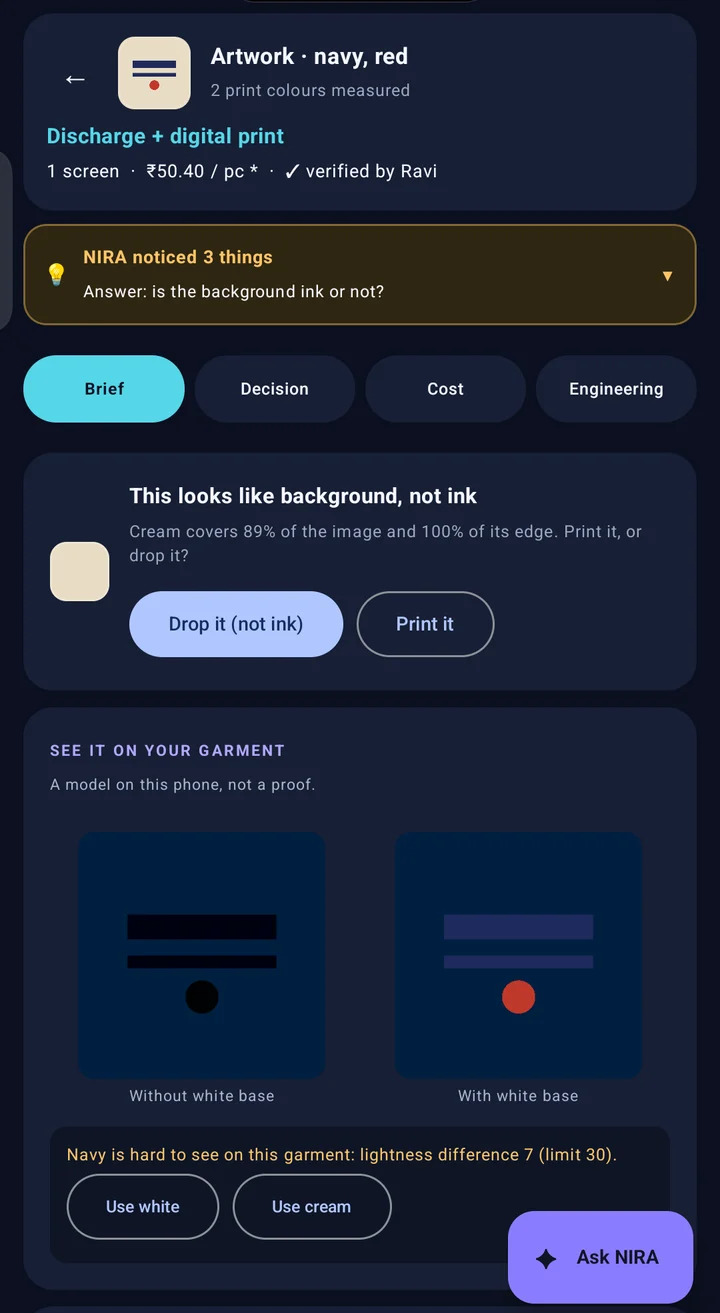 ←
Artwork · navy, red
2 print colours measured
Discharge + digital print
1 screen · ₹50.40 / pc * · ✓ verified by Ravi
NIRA noticed 3 things
Answer: is the background ink or not?
▼
Brief
Decision
Cost
Engineering
This looks like background, not ink
Cream covers 89% of the image and 100% of its edge. Print it, or
drop it?
Drop it (not ink)
Print it
SEE IT ON YOUR GARMENT
A model on this phone, not a proof.
Without white base
With white base
Navy is hard to see on this garment: lightness difference 7 (limit 30).
Use white
Use cream
Ask NIRA